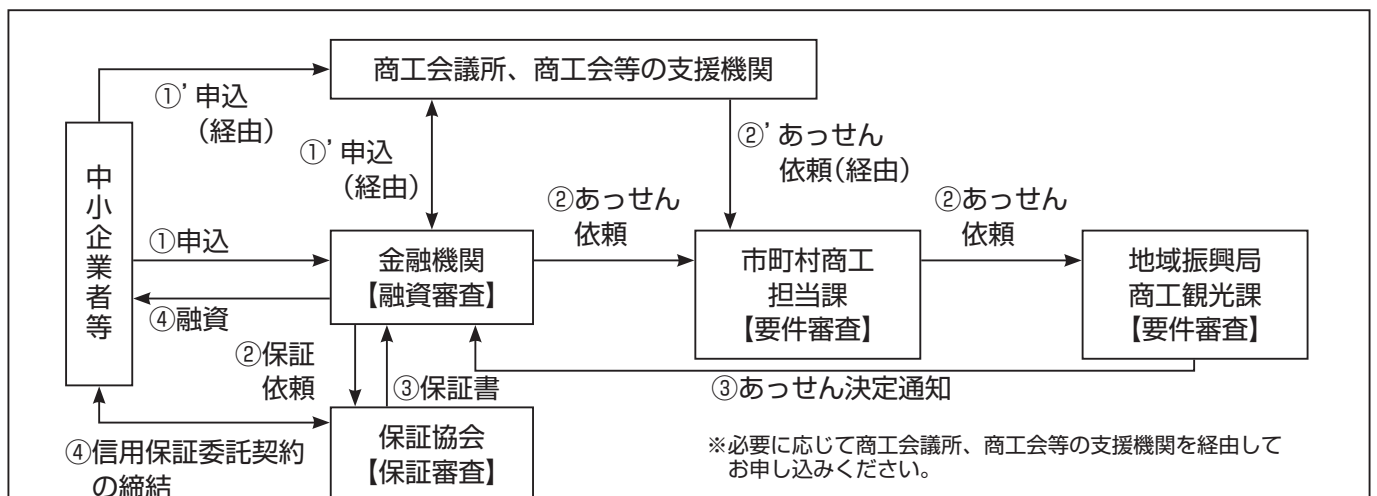 商工会議所、商工会等の支援機関
①’申込
（経由）
①’申込
（経由）
②’あっせん
依頼（経由）
中小企業者等
①申込
④融資
金融機関
【融資審査】
②あっせん
依頼
市町村商工
担当課
【要件審査】
②あっせん
依頼
地域振興局
商工観光課
【要件審査】
②保証
依頼
③保証書
③あっせん決定通知
④信用保証委託契約
の締結
保証協会
【保証審査】
※必要に応じて商工会議所、商工会等の支援機関を経由して
お申し込みください。